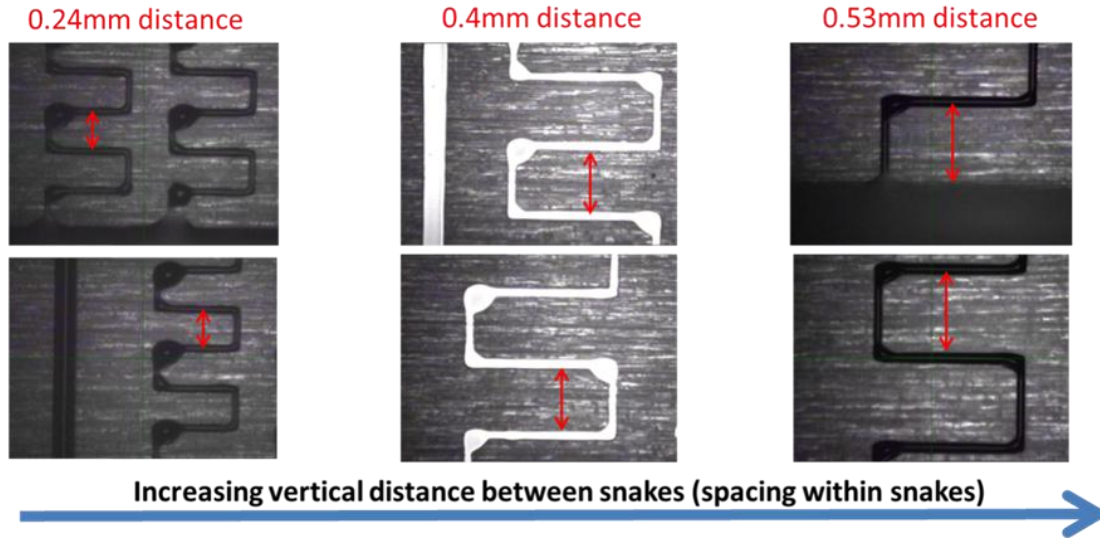 0.24mm distance
0.4mm distance
0.53mm distance
Increasing vertical distance between snakes (spacing within snakes)